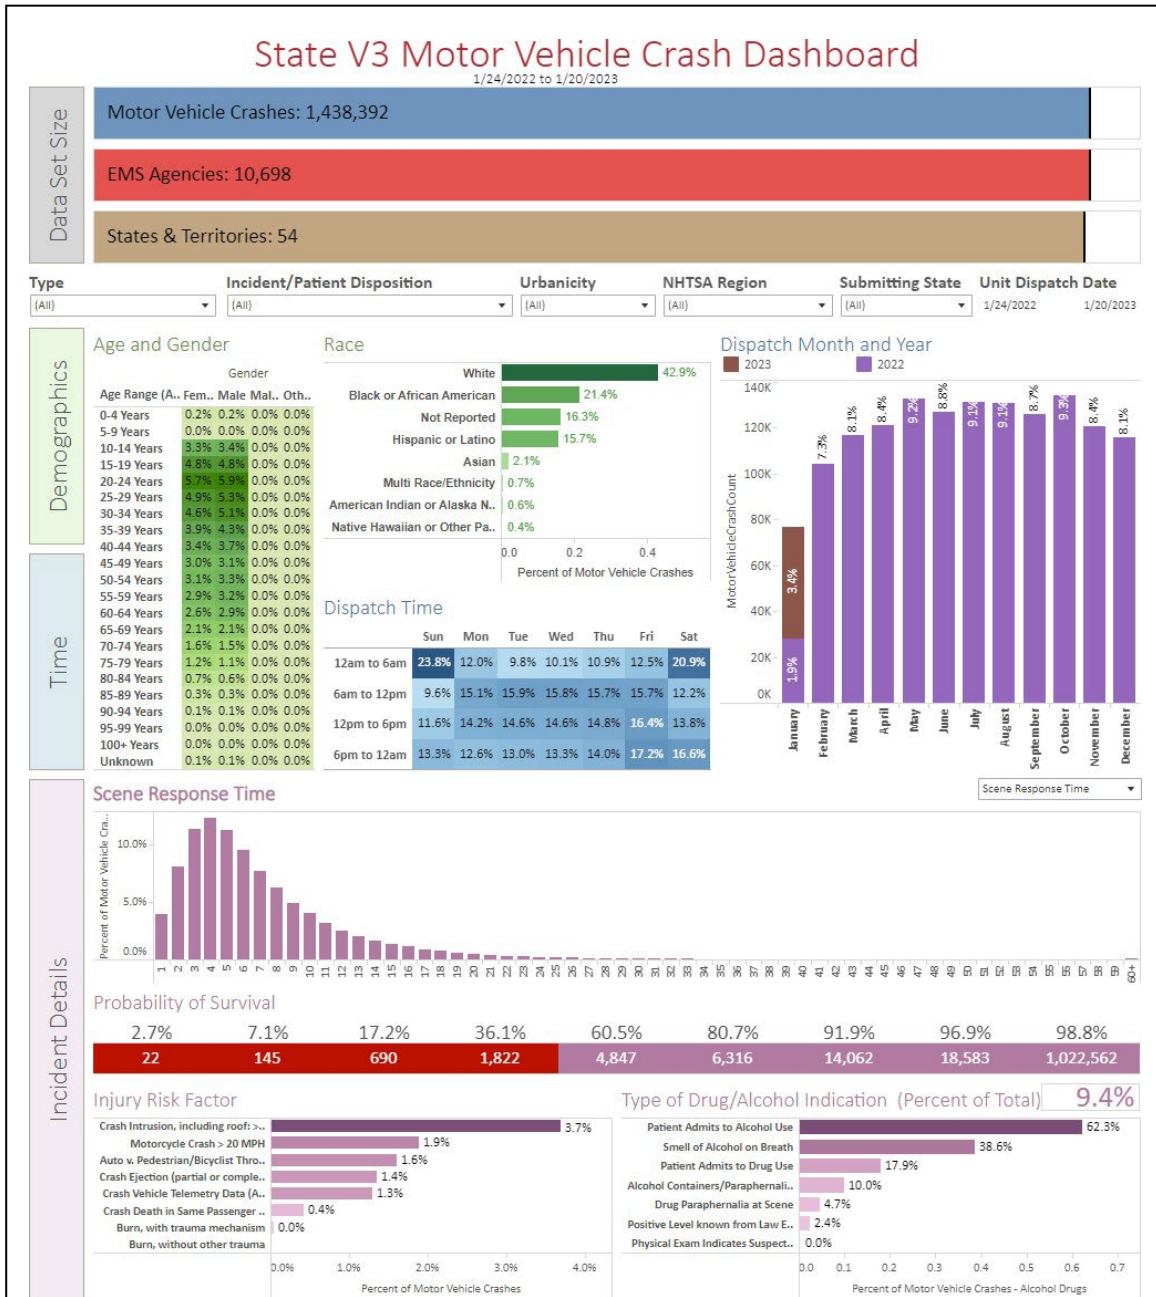 State V3 Motor Vehicle Crash Dashboard
1/24/2022 to 1/20/2023
Data Set Size
Motor Vehicle Crashes: 1,438,392
EMS Agencies: 10,698
States & Territories: 54
Type Incident/Patient Disposition Urbanicity NHTSA Region Submitting State Unit Dispatch Date
(All) (All) (All) (All) (All) 1/24/2022 1/20/2023
Demographics
Age and Gender
Gender
Age Range (A.. Fem.. Male Mal.. Oth..
0-4 Years 0.2% 0.2% 0.0% 0.0%
5-9 Years 0.0% 0.0% 0.0% 0.0%
10-14 Years 3.3% 3.4% 0.0% 0.0%
15-19 Years 4.8% 4.8% 0.0% 0.0%
20-24 Years 5.7% 5.9% 0.0% 0.0%
25-29 Years 4.9% 5.3% 0.0% 0.0%
30-34 Years 4.6% 5.1% 0.0% 0.0%
35-39 Years 3.9% 4.3% 0.0% 0.0%
40-44 Years 3.4% 3.7% 0.0% 0.0%
45-49 Years 3.0% 3.1% 0.0% 0.0%
50-54 Years 3.1% 3.3% 0.0% 0.0%
55-59 Years 2.9% 3.2% 0.0% 0.0%
60-64 Years 2.6% 2.9% 0.0% 0.0%
65-69 Years 2.1% 2.1% 0.0% 0.0%
70-74 Years 1.6% 1.5% 0.0% 0.0%
75-79 Years 1.2% 1.1% 0.0% 0.0%
80-84 Years 0.7% 0.6% 0.0% 0.0%
85-89 Years 0.3% 0.3% 0.0% 0.0%
90-94 Years 0.1% 0.1% 0.0% 0.0%
95-99 Years 0.0% 0.0% 0.0% 0.0%
100+ Years 0.0% 0.0% 0.0% 0.0%
Unknown 0.1% 0.1% 0.0% 0.0%
Race
White 42.9%
Black or African American 21.4%
Not Reported 16.3%
Hispanic or Latino 15.7%
Asian 2.1%
Multi Race/Ethnicity 0.7%
American Indian or Alaska N.. 0.6%
Native Hawaiian or Other Pa.. 0.4%
0.0 0.2 0.4
Percent of Motor Vehicle Crashes
Dispatch Month and Year
2023 2022
MotorVehicleCrashCount
140K
120K
100K
80K
60K
40K
20K
0K
3.4%
1.9% 7.3% 8.1% 8.4% 9.2% 8.8% 9.1% 9.1% 8.7% 9.3% 8.4% 8.1%
January February March April May June July August September October November December
Time
Dispatch Time
Sun Mon Tue Wed Thu Fri Sat
12am to 6am 23.8% 12.0% 9.8% 10.1% 10.9% 12.5% 20.9%
6am to 12pm 9.6% 15.1% 15.9% 15.8% 15.7% 15.7% 12.2%
12pm to 6pm 11.6% 14.2% 14.6% 14.6% 14.8% 16.4% 13.8%
6pm to 12am 13.3% 12.6% 13.0% 13.3% 14.0% 17.2% 16.6%
Incident Details
Scene Response Time
Scene Response Time
Percent of Motor Vehicle Cra...
10.0%
5.0%
0.0%
1 2 3 4 5 6 7 8 9 10 11 12 13 14 15 16 17 18 19 20 21 22 23 24 25 26 27 28 29 30 31 32 33 34 35 36 37 38 39 40 41 42 43 44 45 46 47 48 49 50 51 52 53 54 55 56 57 58 59 60+
Probability of Survival
2.7% 7.1% 17.2% 36.1% 60.5% 80.7% 91.9% 96.9% 98.8%
22 145 690 1,822 4,847 6,316 14,062 18,583 1,022,562
Injury Risk Factor
Crash Intrusion, including roof: >.. 3.7%
Motorcycle Crash > 20 MPH 1.9%
Auto v. Pedestrian/Bicyclist Thro.. 1.6%
Crash Ejection (partial or comple.. 1.4%
Crash Vehicle Telemetry Data (A.. 1.3%
Crash Death in Same Passenger .. 0.4%
Burn, with trauma mechanism 0.0%
Burn, without other trauma
0.0% 1.0% 2.0% 3.0% 4.0%
Percent of Motor Vehicle Crashes
Type of Drug/Alcohol Indication (Percent of Total) 9.4%
Patient Admits to Alcohol Use 62.3%
Smell of Alcohol on Breath 38.6%
Patient Admits to Drug Use 17.9%
Alcohol Containers/Paraphernali.. 10.0%
Drug Paraphernalia at Scene 4.7%
Positive Level known from Law E.. 2.4%
Physical Exam Indicates Suspect.. 0.0%
0.0 0.1 0.2 0.3 0.4 0.5 0.6 0.7
Percent of Motor Vehicle Crashes - Alcohol Drugs